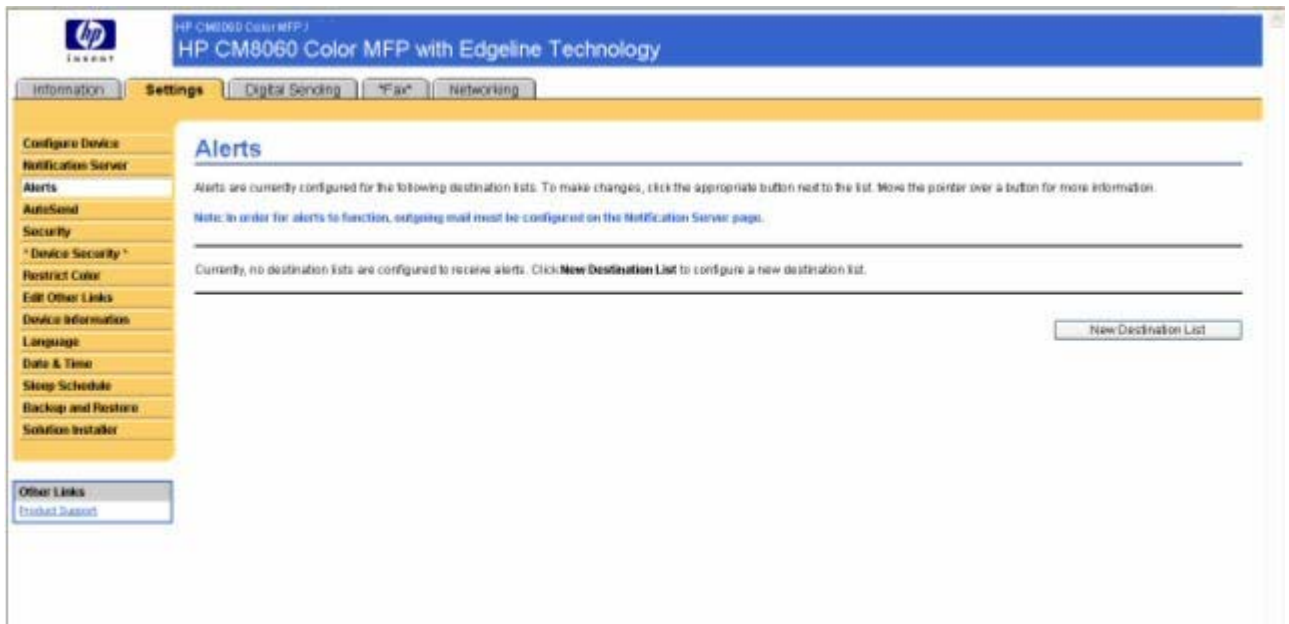 hp
invent
HP CM8060 Color MFP /
HP CM8060 Color MFP with Edgeline Technology
Information
Settings
Digital Sending
*Fax*
Networking
Configure Device
Notification Server
Alerts
AutoSend
Security
* Device Security *
Restrict Color
Edit Other Links
Device Information
Language
Date & Time
Sleep Schedule
Backup and Restore
Solution Installer
Other Links
Product Support
Alerts
Alerts are currently configured for the following destination lists. To make changes, click the appropriate button next to the list. Move the pointer over a button for more information.
Note: In order for alerts to function, outgoing mail must be configured on the Notification Server page.
Currently, no destination lists are configured to receive alerts. Click New Destination List to configure a new destination list.
New Destination List